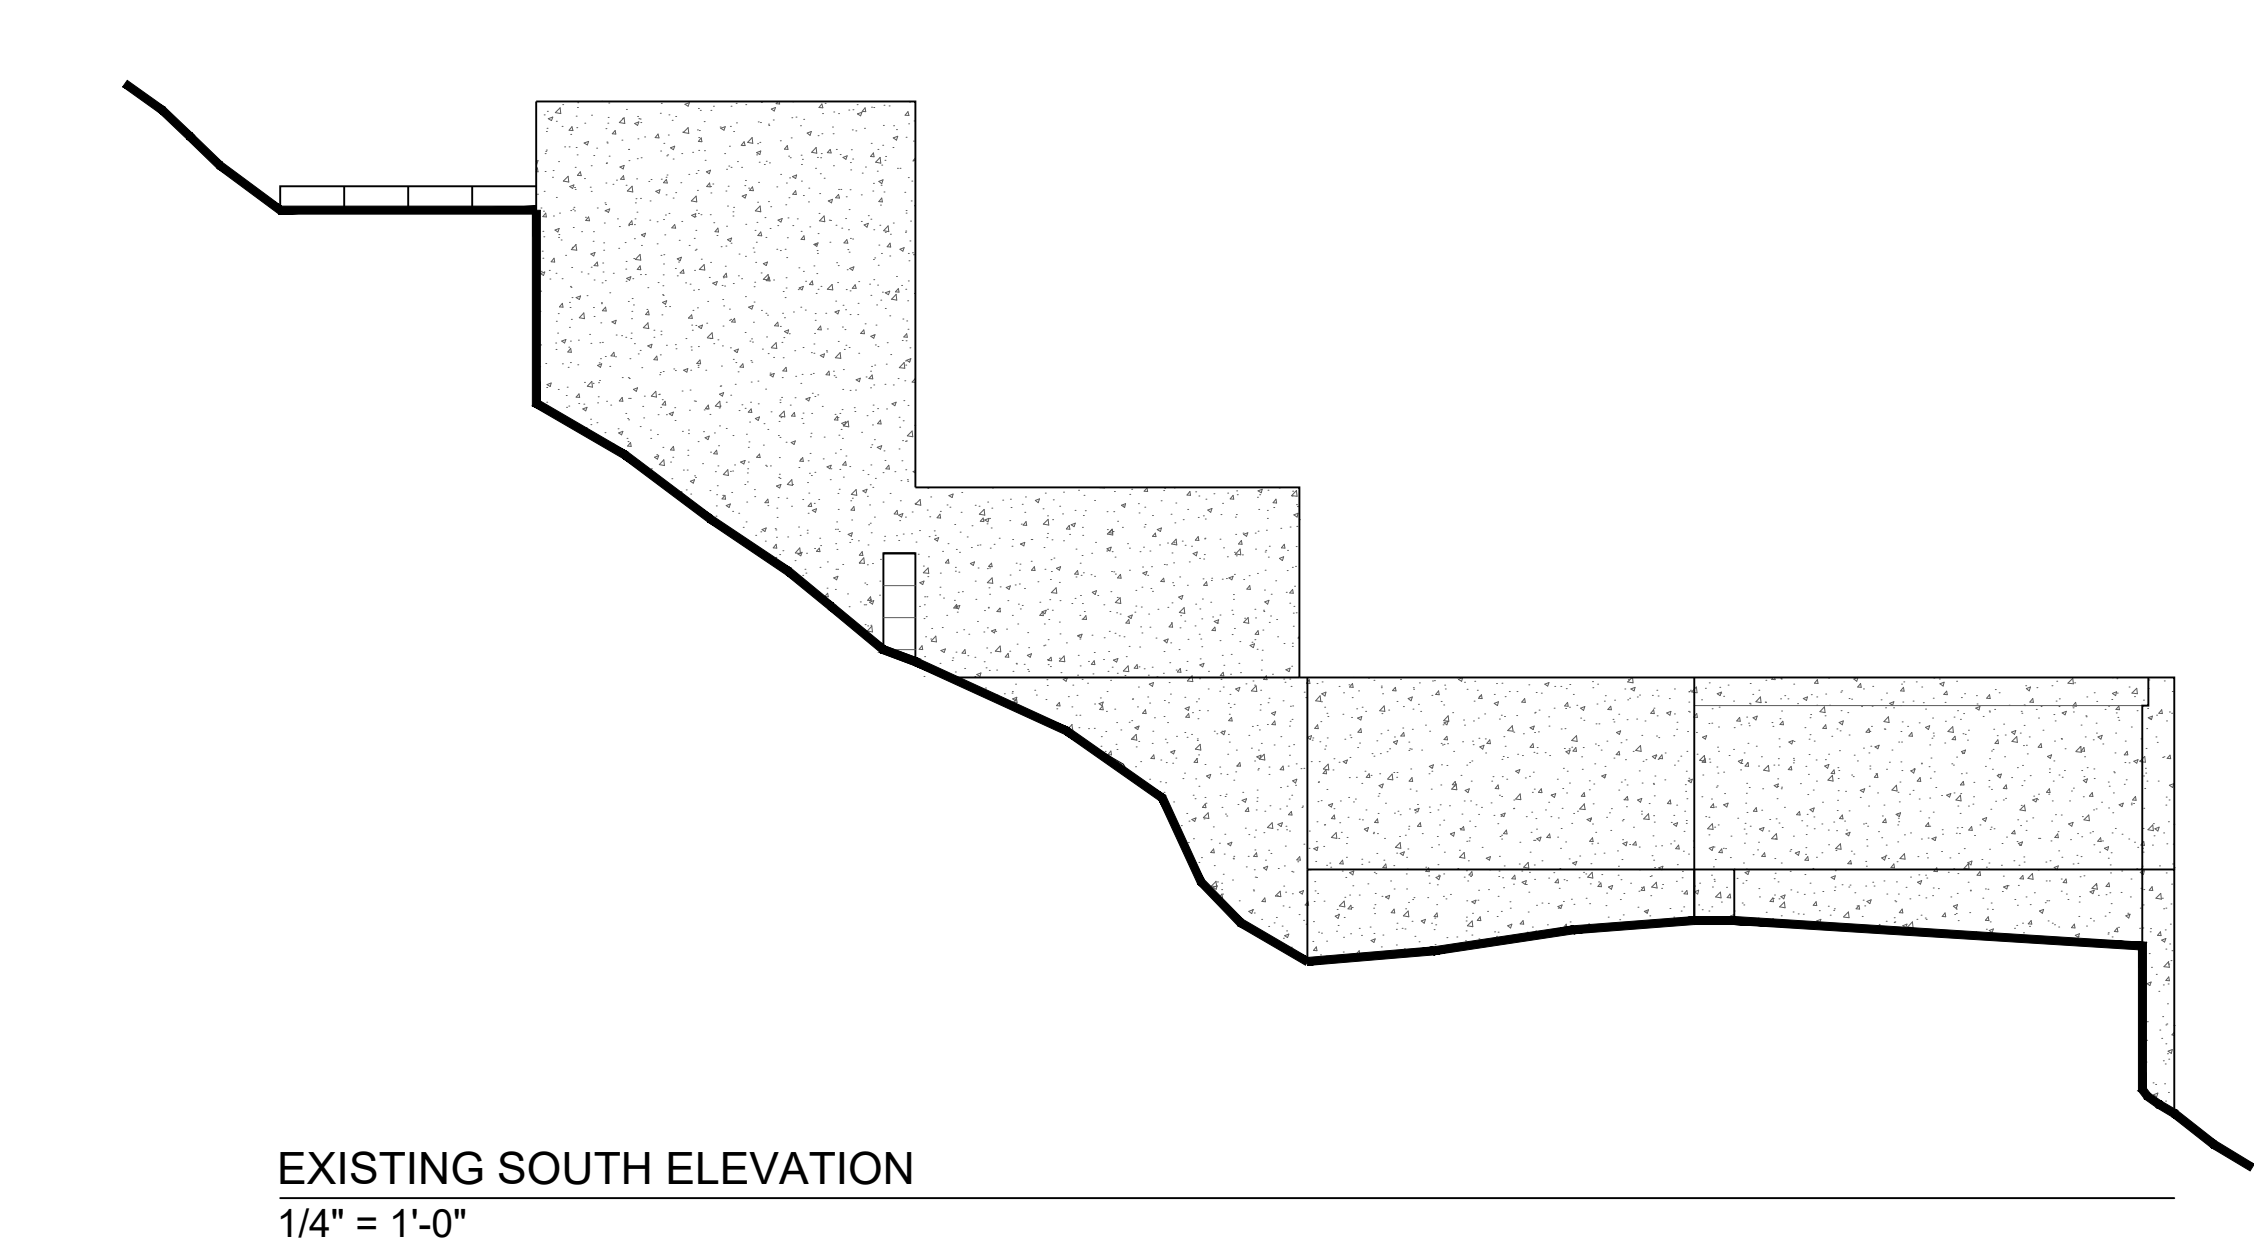 EXISTING SOUTH ELEVATION
1/4" = 1'-0"